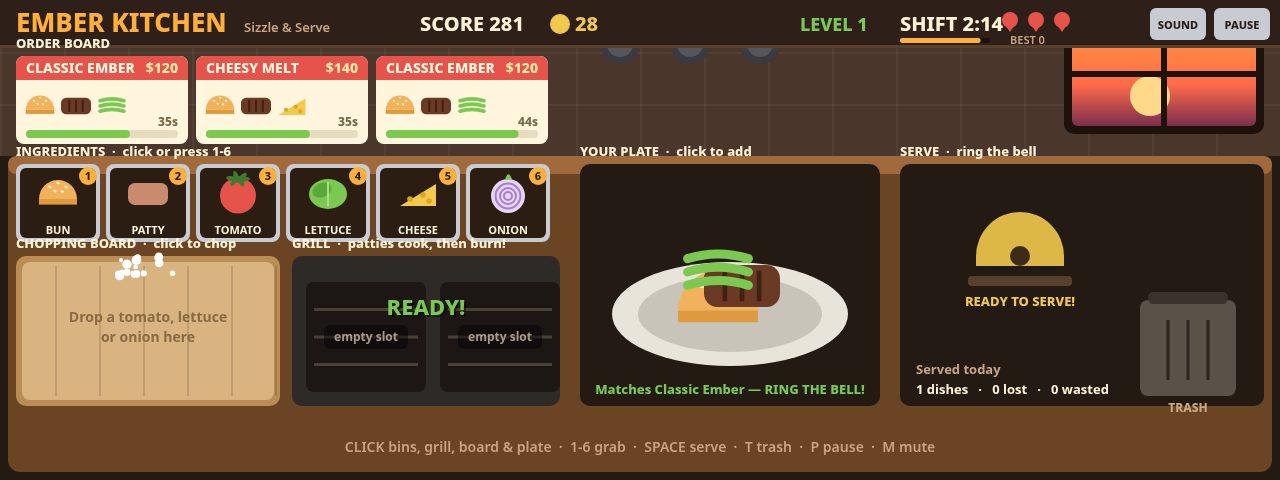 EMBER KITCHEN Sizzle & Serve SCORE 281 28 LEVEL 1 SHIFT 2:14 SOUND PAUSE
BEST 0
ORDER BOARD
CLASSIC EMBER $120 CHEESY MELT $140 CLASSIC EMBER $120
35s 35s 44s
INGREDIENTS · click or press 1-6 YOUR PLATE · click to add SERVE · ring the bell
1 2 3 4 5 6
BUN PATTY TOMATO LETTUCE CHEESE ONION
CHOPPING BOARD · click to chop GRILL · patties cook, then burn!
Drop a tomato, lettuce
or onion here
READY!
empty slot empty slot
Matches Classic Ember — RING THE BELL!
READY TO SERVE!
Served today
1 dishes · 0 lost · 0 wasted
TRASH
CLICK bins, grill, board & plate · 1-6 grab · SPACE serve · T trash · P pause · M mute